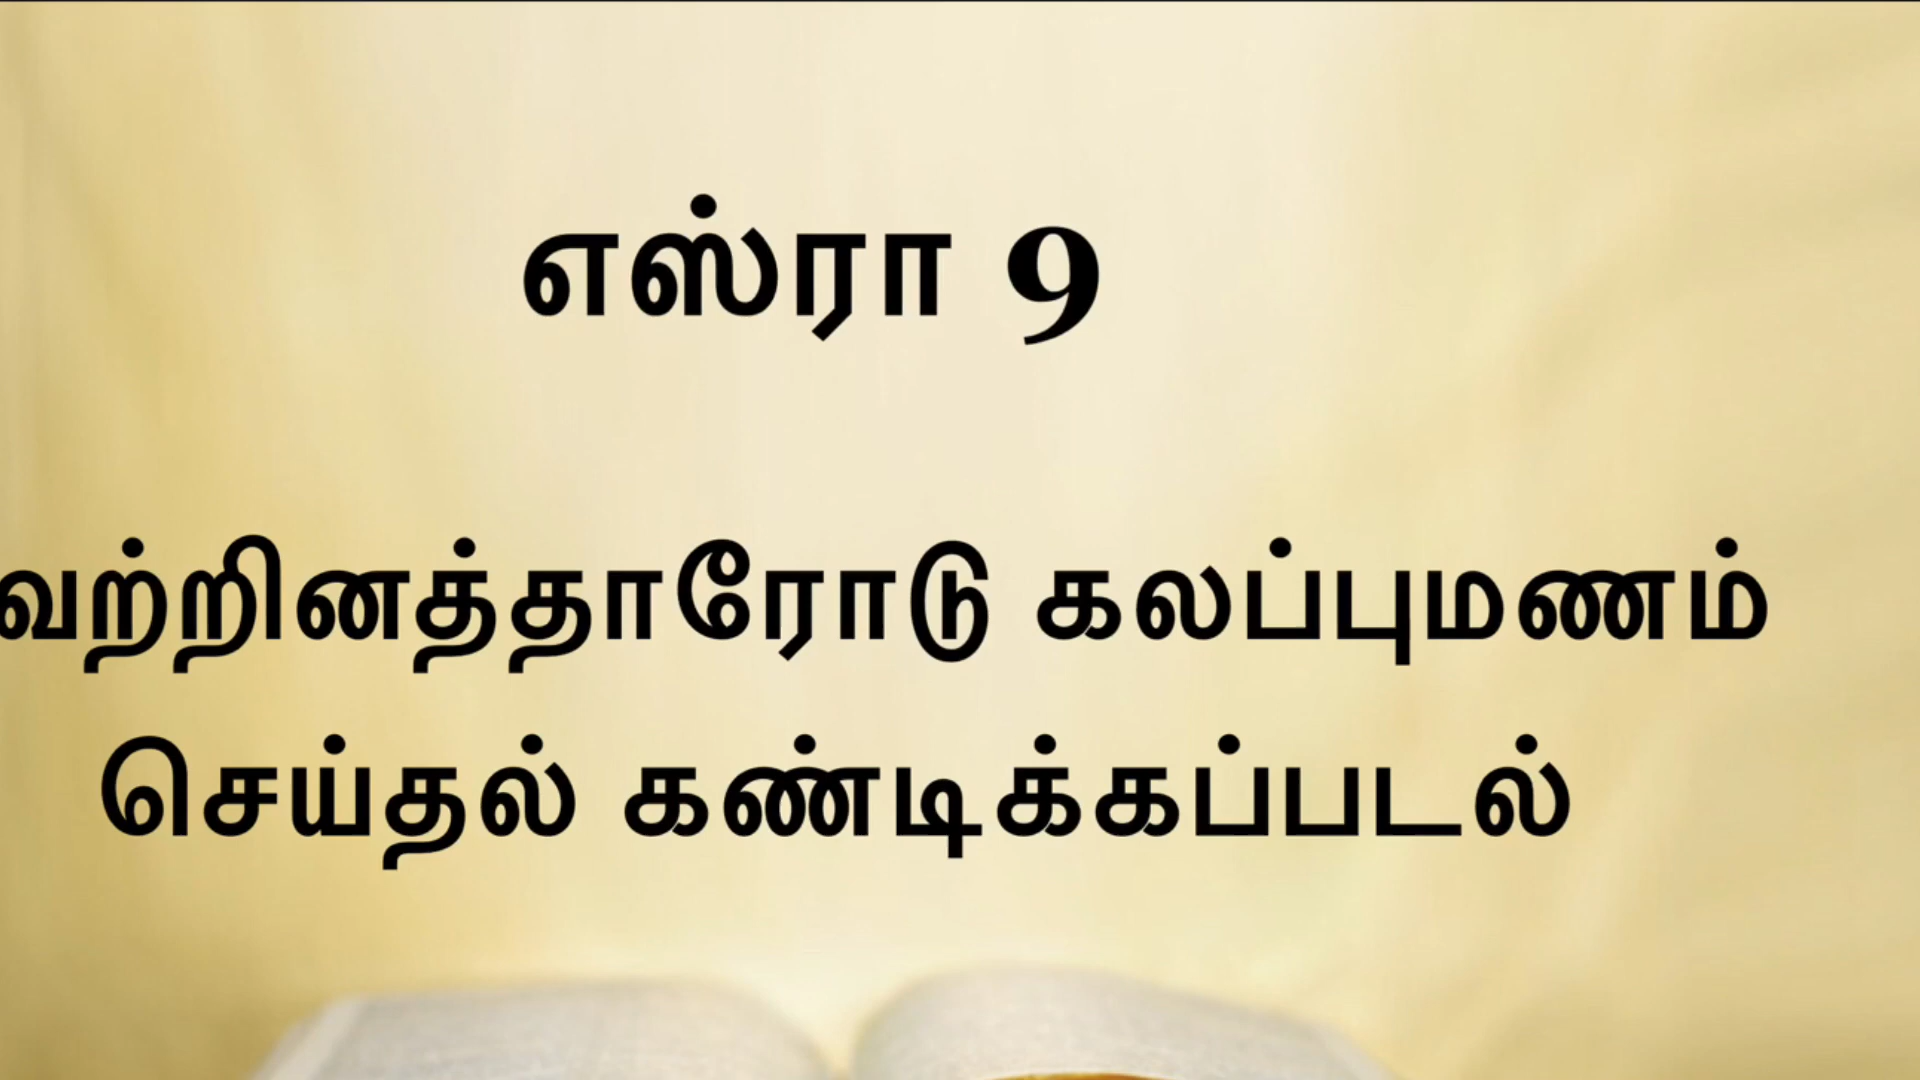 எஸ்ரா 9
வற்றினத்தாரோடு கலப்புமணம்
செய்தல் கண்டிக்கப்படல்